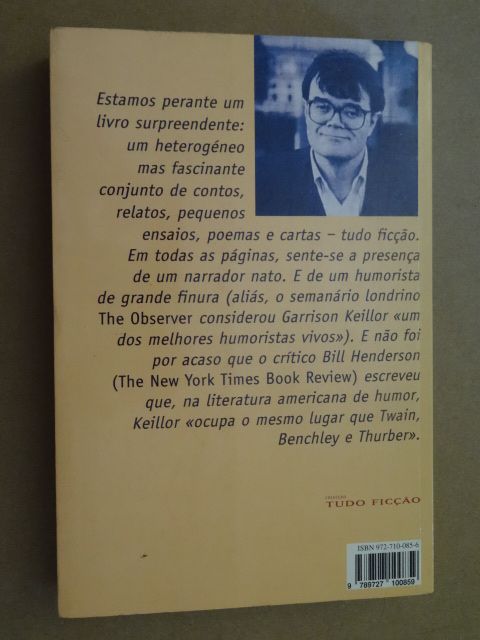 Estamos perante um
livro surpreendente:
um heterogéneo
mas fascinante
conjunto de contos,
relatos, pequenos
ensaios, poemas e cartas – tudo ficção.
Em todas as páginas, sente-se a presença
de um narrador nato. E de um humorista
de grande finura (aliás, o semanário londrino
The Observer considerou Garrison Keillor «um
dos melhores humoristas vivos»). E não foi
por acaso que o crítico Bill Henderson
(The New York Times Book Review) escreveu
que, na literatura americana de humor,
Keillor «ocupa o mesmo lugar que Twain,
Benchley e Thurber».
TUDO FICÇÃO
ISBN 972-710-085-6
9 789727 100859